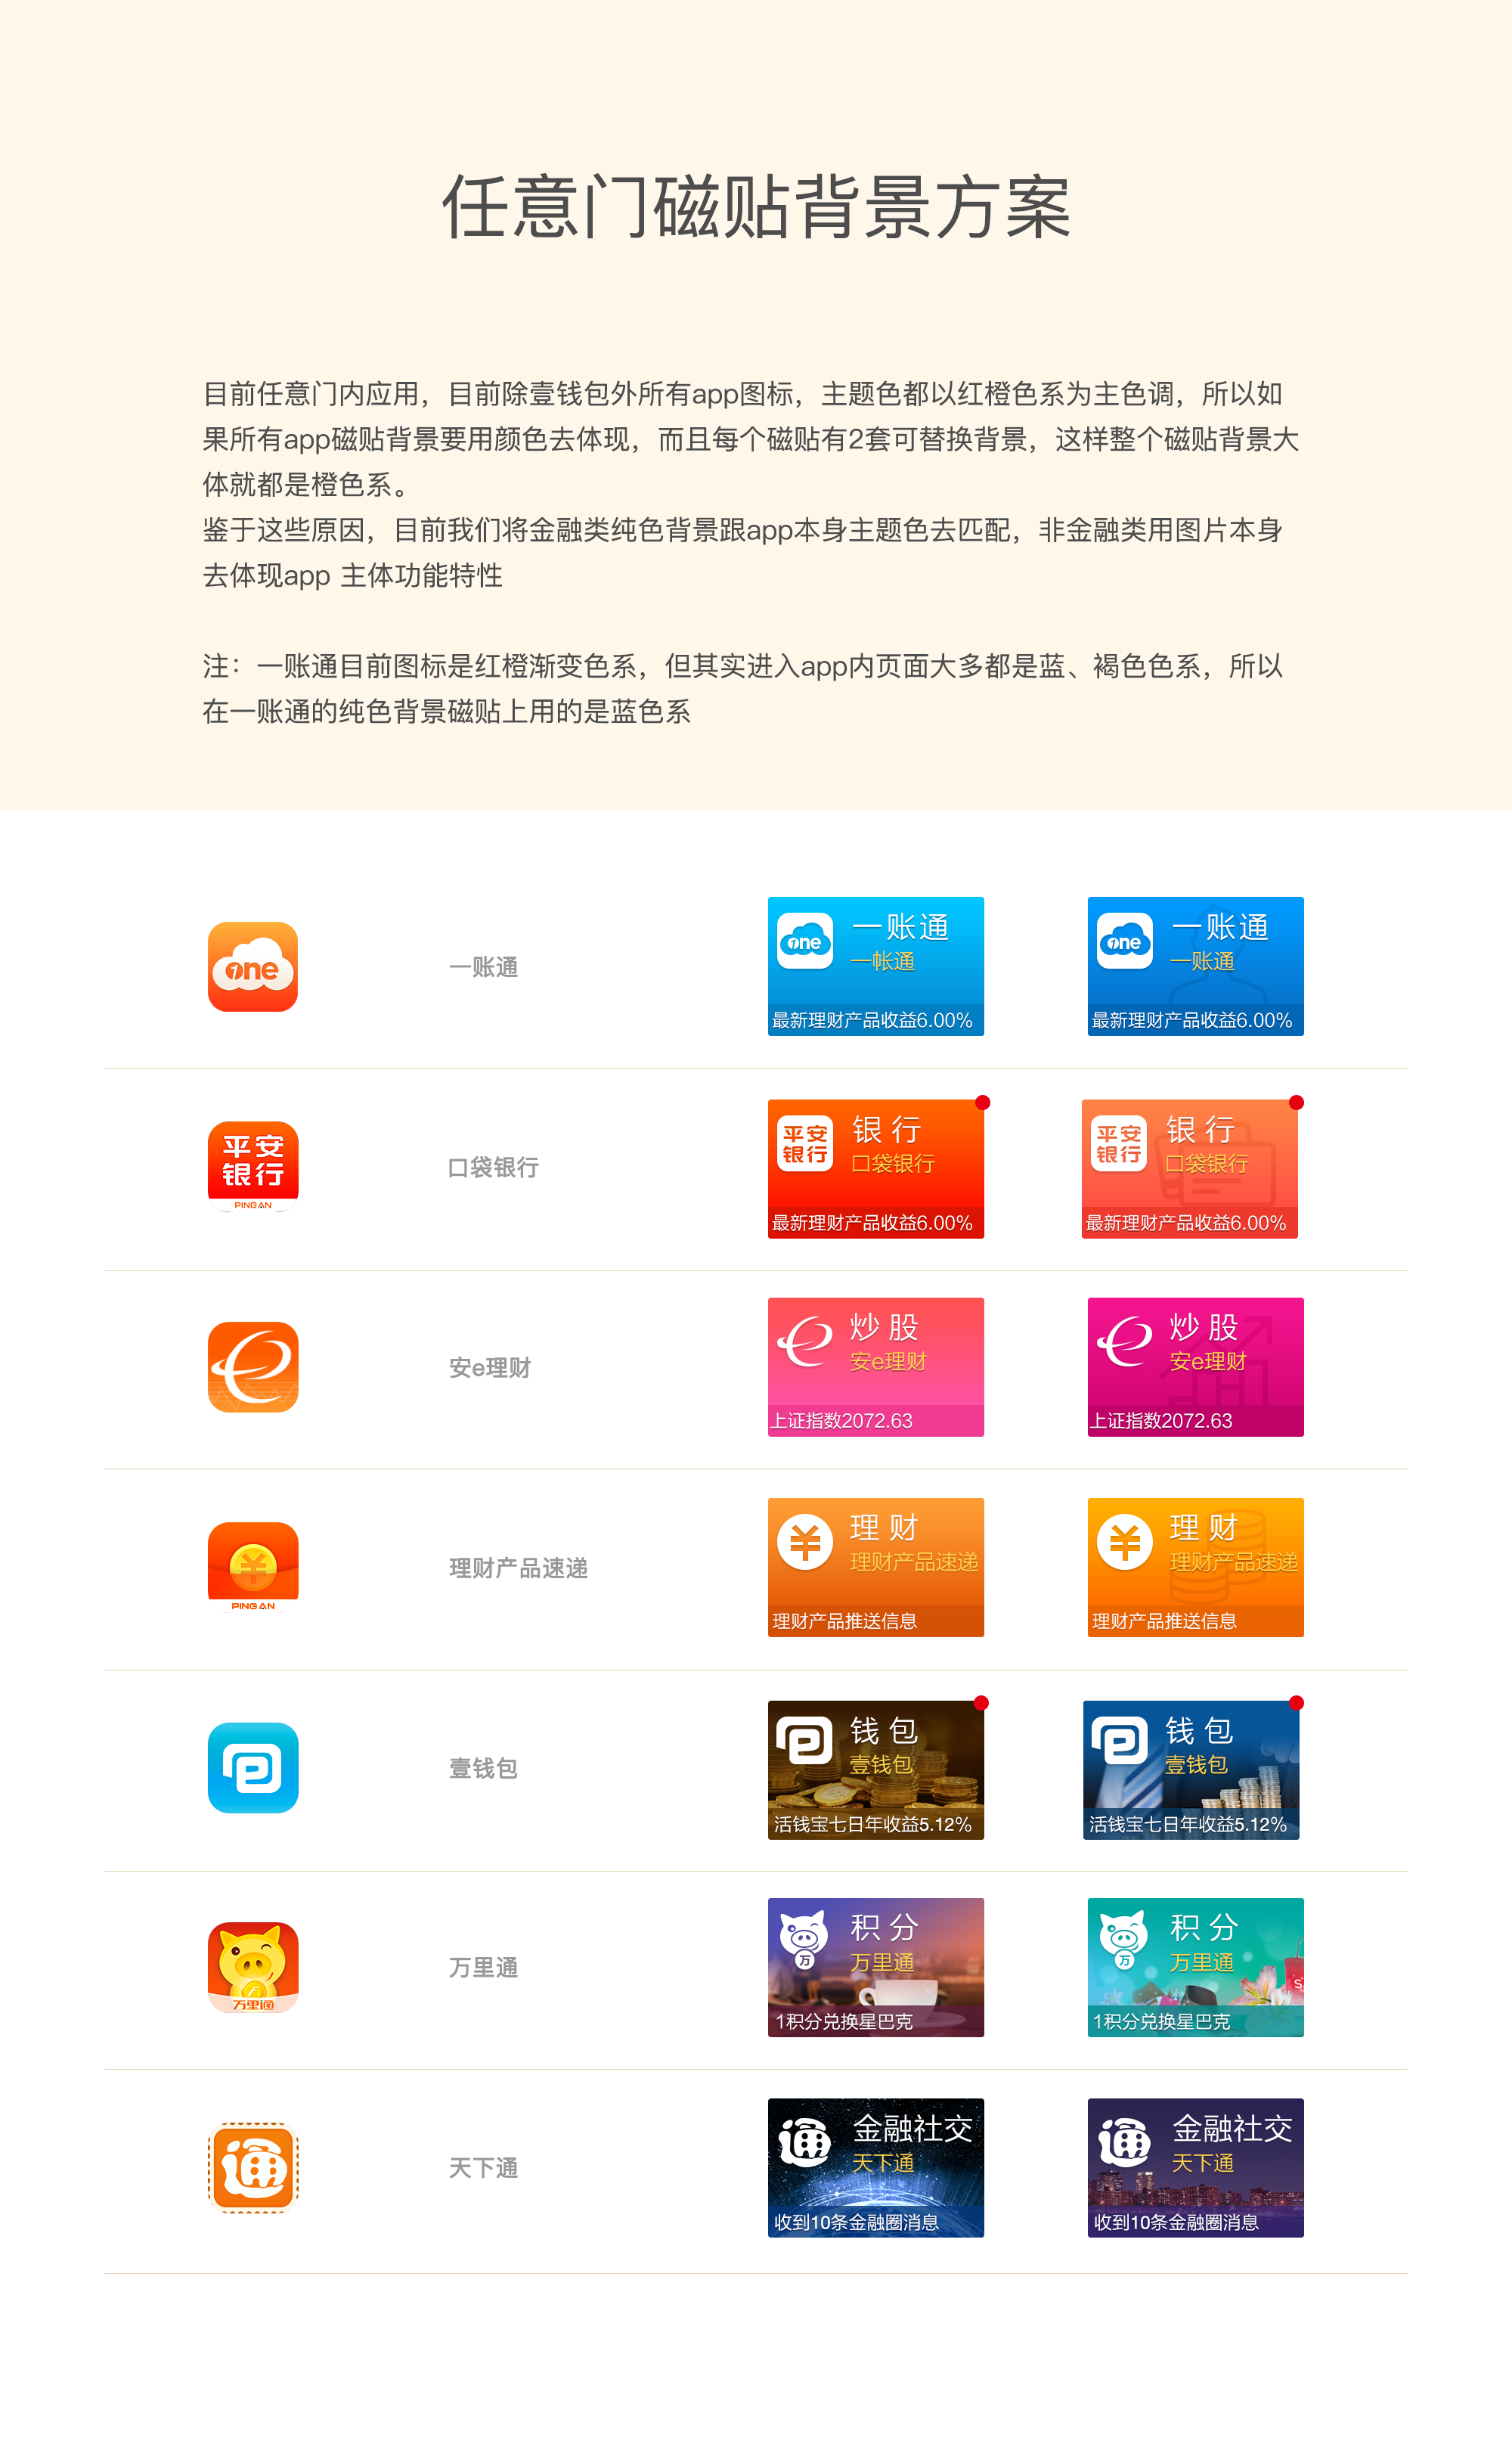 任意门磁贴背景方案
目前任意门内应用，目前除壹钱包外所有app图标，主题色都以红橙色系为主色调，所以如
果所有app磁贴背景要用颜色去体现，而且每个磁贴有2套可替换背景，这样整个磁贴背景大
体就都是橙色系。
鉴于这些原因，目前我们将金融类纯色背景跟app本身主题色去匹配，非金融类用图片本身
去体现app 主体功能特性
注：一账通目前图标是红橙渐变色系，但其实进入app内页面大多都是蓝、褐色色系，所以
在一账通的纯色背景磁贴上用的是蓝色系
one
一账通
one
一账通
一帐通
最新理财产品收益6.00%
one
一账通
一账通
最新理财产品收益6.00%
平安
银行
PINGAN
口袋银行
平安
银行
银行
口袋银行
最新理财产品收益6.00%
平安
银行
银行
口袋银行
最新理财产品收益6.00%
安e理财
炒股
安e理财
上证指数2072.63
炒股
安e理财
上证指数2072.63
PINGAN
理财产品速递
理财
理财产品速递
理财产品推送信息
理财
理财产品速递
理财产品推送信息
壹钱包
钱包
壹钱包
活钱宝七日年收益5.12%
钱包
壹钱包
活钱宝七日年收益5.12%
万里通
万里通
万
积分
万里通
1积分兑换星巴克
万
积分
万里通
1积分兑换星巴克
通
天下通
通
金融社交
天下通
收到10条金融圈消息
通
金融社交
天下通
收到10条金融圈消息